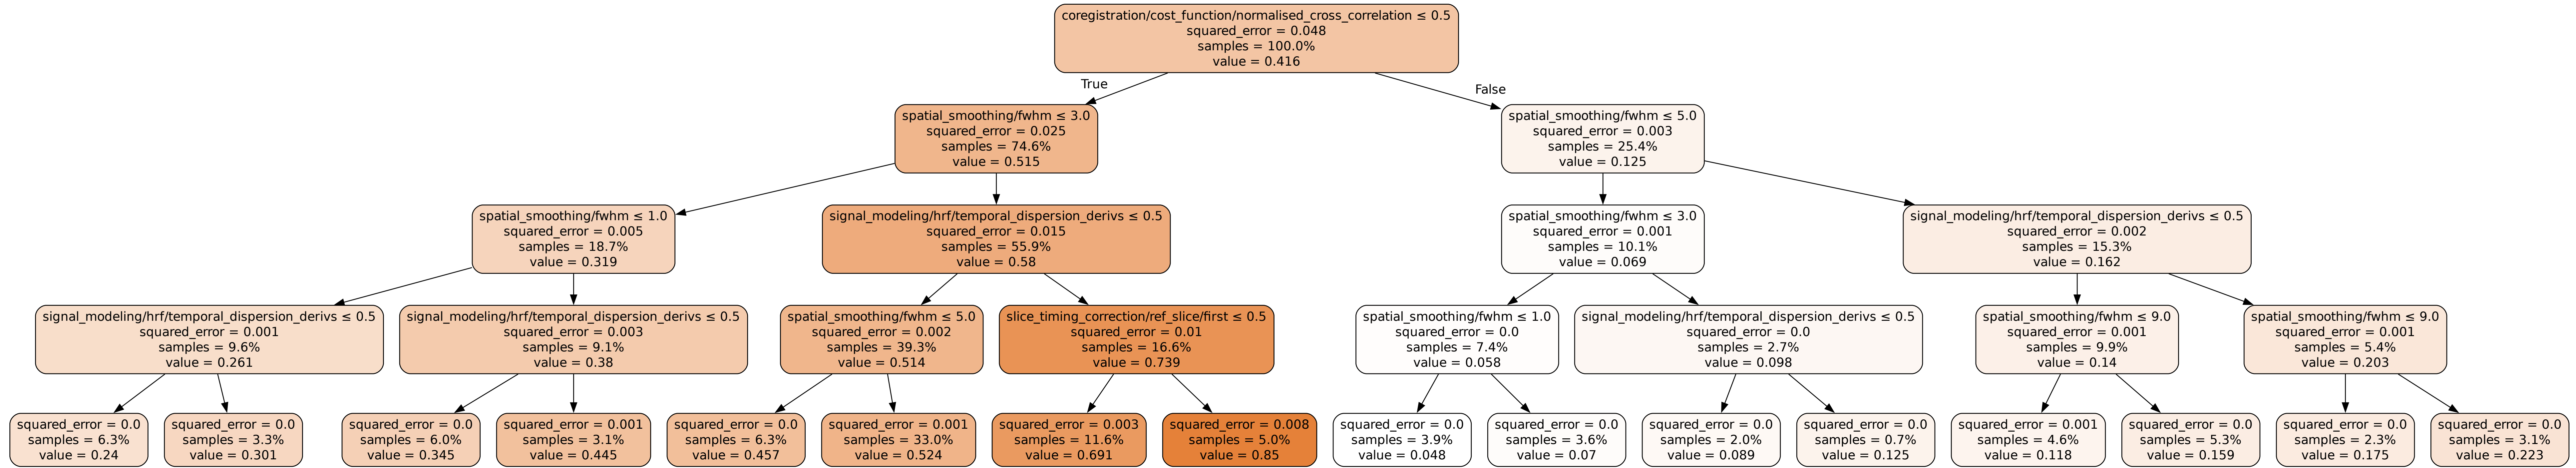 coregistration/cost_function/normalised_cross_correlation ≤ 0.5
squared_error = 0.048
samples = 100.0%
value = 0.416
True
False
spatial_smoothing/fwhm ≤ 3.0
squared_error = 0.025
samples = 74.6%
value = 0.515
spatial_smoothing/fwhm ≤ 5.0
squared_error = 0.003
samples = 25.4%
value = 0.125
spatial_smoothing/fwhm ≤ 1.0
squared_error = 0.005
samples = 18.7%
value = 0.319
signal_modeling/hrf/temporal_dispersion_derivs ≤ 0.5
squared_error = 0.015
samples = 55.9%
value = 0.58
spatial_smoothing/fwhm ≤ 3.0
squared_error = 0.001
samples = 10.1%
value = 0.069
signal_modeling/hrf/temporal_dispersion_derivs ≤ 0.5
squared_error = 0.002
samples = 15.3%
value = 0.162
signal_modeling/hrf/temporal_dispersion_derivs ≤ 0.5
squared_error = 0.001
samples = 9.6%
value = 0.261
signal_modeling/hrf/temporal_dispersion_derivs ≤ 0.5
squared_error = 0.003
samples = 9.1%
value = 0.38
spatial_smoothing/fwhm ≤ 5.0
squared_error = 0.002
samples = 39.3%
value = 0.514
slice_timing_correction/ref_slice/first ≤ 0.5
squared_error = 0.01
samples = 16.6%
value = 0.739
spatial_smoothing/fwhm ≤ 1.0
squared_error = 0.0
samples = 7.4%
value = 0.058
signal_modeling/hrf/temporal_dispersion_derivs ≤ 0.5
squared_error = 0.0
samples = 2.7%
value = 0.098
spatial_smoothing/fwhm ≤ 9.0
squared_error = 0.001
samples = 9.9%
value = 0.14
spatial_smoothing/fwhm ≤ 9.0
squared_error = 0.001
samples = 5.4%
value = 0.203
squared_error = 0.0
samples = 6.3%
value = 0.24
squared_error = 0.0
samples = 3.3%
value = 0.301
squared_error = 0.0
samples = 6.0%
value = 0.345
squared_error = 0.001
samples = 3.1%
value = 0.445
squared_error = 0.0
samples = 6.3%
value = 0.457
squared_error = 0.001
samples = 33.0%
value = 0.524
squared_error = 0.003
samples = 11.6%
value = 0.691
squared_error = 0.008
samples = 5.0%
value = 0.85
squared_error = 0.0
samples = 3.9%
value = 0.048
squared_error = 0.0
samples = 3.6%
value = 0.07
squared_error = 0.0
samples = 2.0%
value = 0.089
squared_error = 0.0
samples = 0.7%
value = 0.125
squared_error = 0.001
samples = 4.6%
value = 0.118
squared_error = 0.0
samples = 5.3%
value = 0.159
squared_error = 0.0
samples = 2.3%
value = 0.175
squared_error = 0.0
samples = 3.1%
value = 0.223